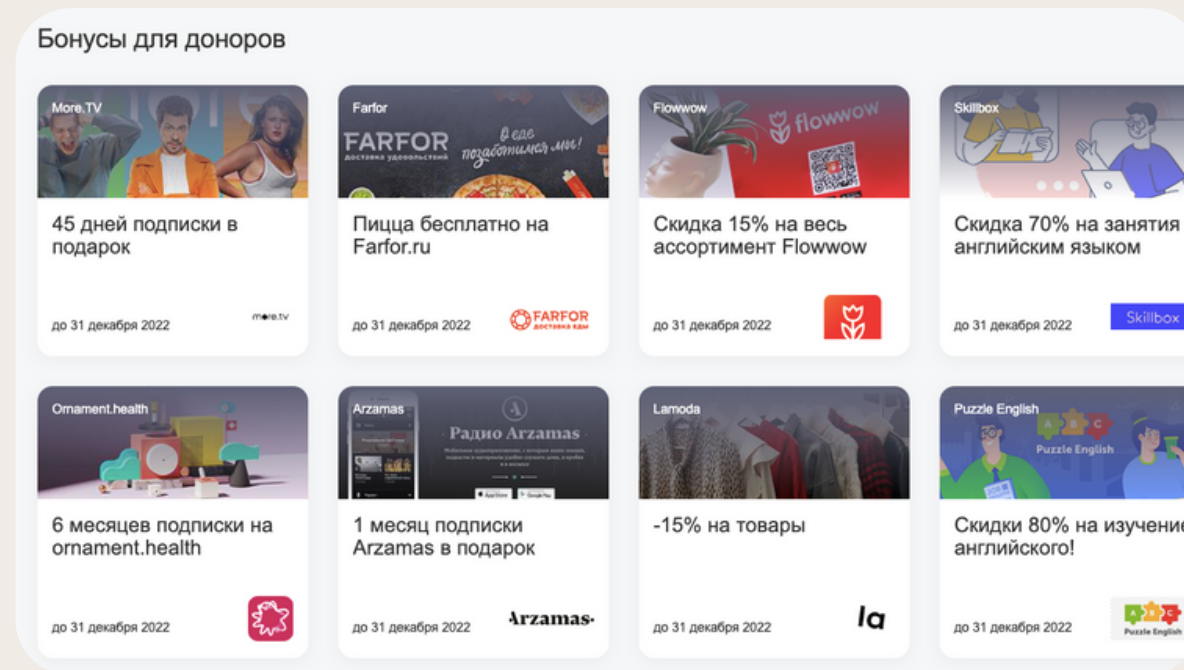 Бонусы для доноров
More.TV
45 дней подписки в
подарок
до 31 декабря 2022
more.tv
Farfor
FARFOR
доставка удовольствий
О еде
позаботимся мы!
Пицца бесплатно на
Farfor.ru
до 31 декабря 2022
FARFOR
ДОСТАВКА ЕДЫ
Flowwow
flowwow
Скидка 15% на весь
ассортимент Flowwow
до 31 декабря 2022
Skillbox
Скидка 70% на занятия
английским языком
до 31 декабря 2022
Skillbox
Ornament.health
6 месяцев подписки на
ornament.health
до 31 декабря 2022
Arzamas
A
Радио Arzamas
App Store
Google Play
1 месяц подписки
Arzamas в подарок
до 31 декабря 2022
Arzamas
Lamoda
-15% на товары
до 31 декабря 2022
la
Puzzle English
A B C
Puzzle English
Скидки 80% на изучение
английского!
до 31 декабря 2022
A B C
Puzzle English